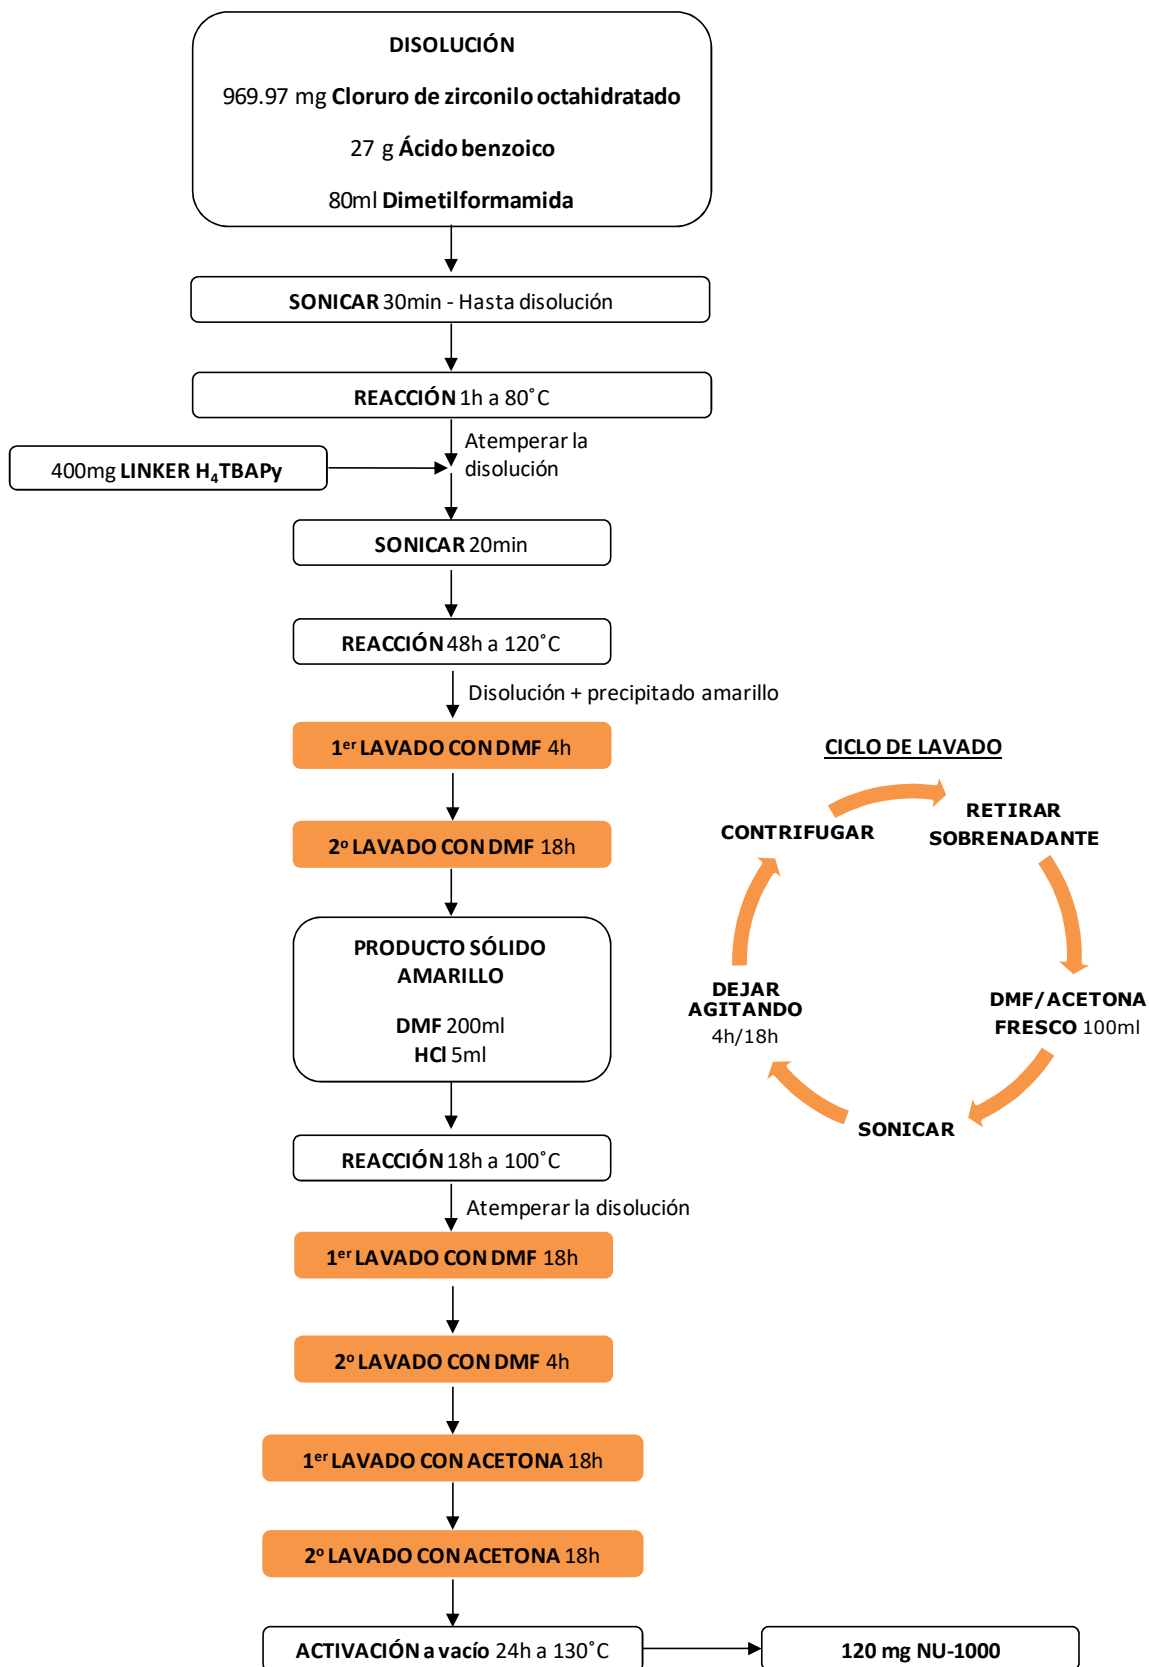 DISOLUCIÓN
969.97 mg Cloruro de zirconilo octahidratado
27 g Ácido benzoico
80ml Dimetilformamida
SONICAR 30min - Hasta disolución
REACCIÓN 1h a 80°C
Atemperar la
disolución
400mg LINKER H₄TBAPy
SONICAR 20min
REACCIÓN 48h a 120°C
Disolución + precipitado amarillo
1er LAVADO CON DMF 4h
2º LAVADO CON DMF 18h
PRODUCTO SÓLIDO
AMARILLO
DMF 200ml
HCl 5ml
REACCIÓN 18h a 100°C
Atemperar la disolución
1er LAVADO CON DMF 18h
2º LAVADO CON DMF 4h
1er LAVADO CON ACETONA 18h
2º LAVADO CON ACETONA 18h
ACTIVACIÓN a vacío 24h a 130°C
120 mg NU-1000
CICLO DE LAVADO
CONTRIFUGAR
RETIRAR
SOBRENADANTE
DMF/ACETONA
FRESCO 100ml
SONICAR
DEJAR
AGITANDO
4h/18h